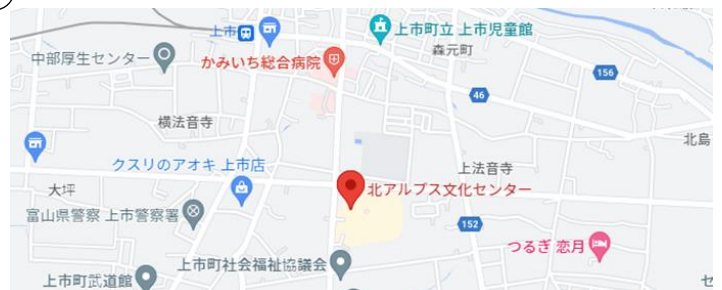 上市
上市町立 上市児童館
森元町
中部厚生センター
かみいち総合病院
156
46
横法音寺
北島
クスリのアオキ 上市店
上法音寺
大坪
北アルプス文化センター
富山県警察 上市警察署
152
つるぎ 恋月
上市町社会福祉協議会
上市町武道館
セ